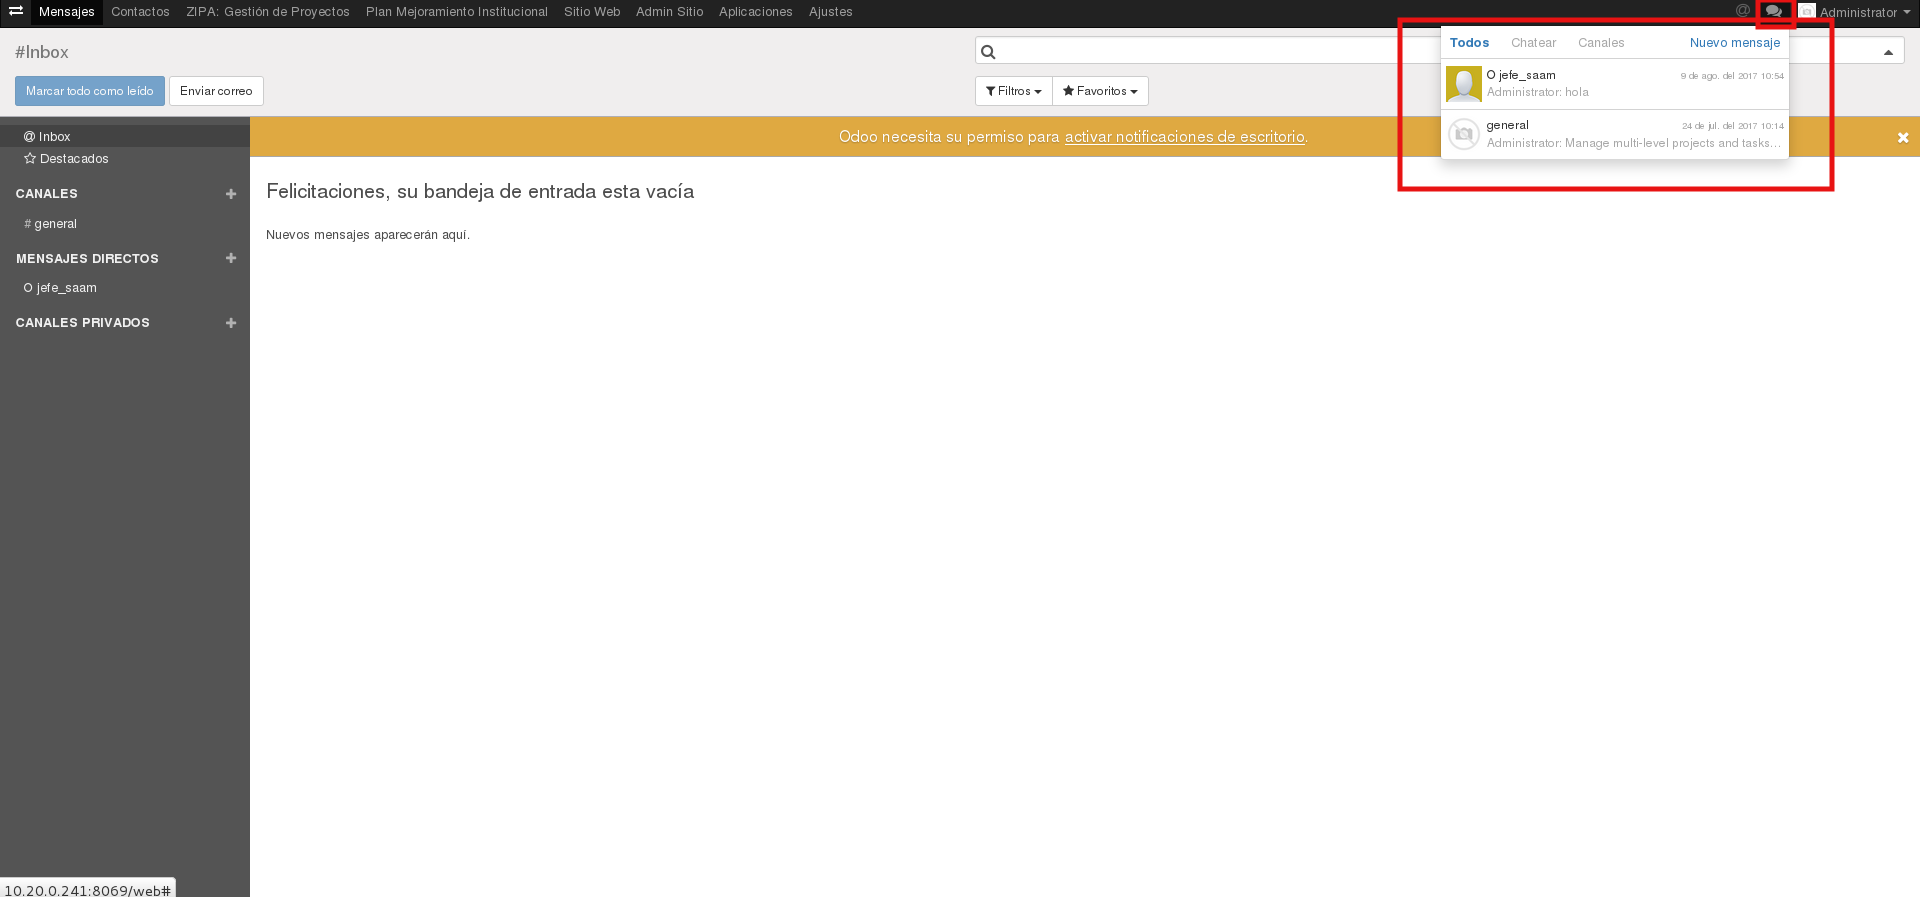 Mensajes Contactos ZIPA: Gestión de Proyectos Plan Mejoramiento Institucional Sitio Web Admin Sitio Aplicaciones Ajustes @ Administrator
#Inbox
Marcar todo como leído Enviar correo
Filtros Favoritos
Todos Chatear Canales Nuevo mensaje
O jefe_saam 9 de ago. del 2017 10:54
Administrator: hola
general 24 de jul. del 2017 10:14
Administrator: Manage multi-level projects and tasks...
@ Inbox
Destacados
CANALES
# general
MENSAJES DIRECTOS
O jefe_saam
CANALES PRIVADOS
Odoo necesita su permiso para activar notificaciones de escritorio.
Felicitaciones, su bandeja de entrada esta vacía
Nuevos mensajes aparecerán aquí.
10.20.0.241:8069/web#